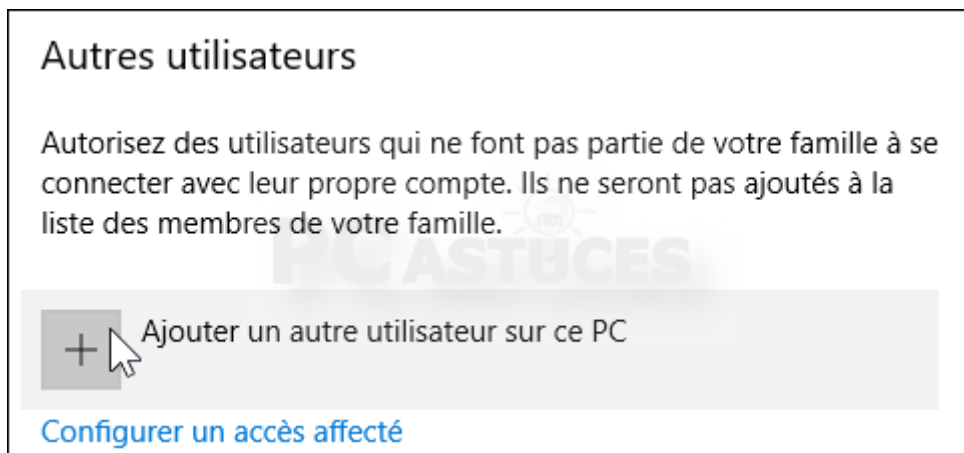 Autres utilisateurs
Autorisez des utilisateurs qui ne font pas partie de votre famille à se
connecter avec leur propre compte. Ils ne seront pas ajoutés à la
liste des membres de votre famille.
PC ASTUCES
Ajouter un autre utilisateur sur ce PC
Configurer un accès affecté